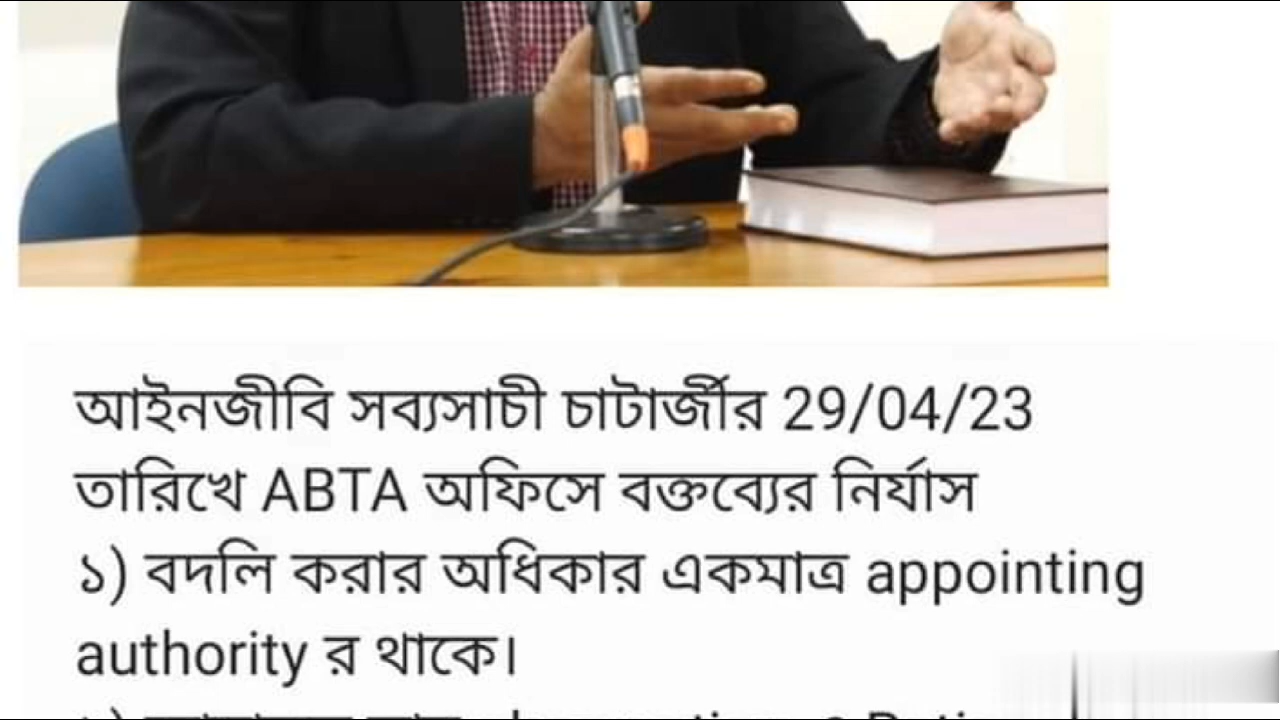 আইনজীবি সব্যসাচী চাটার্জীর 29/04/23
তারিখে ABTA অফিসে বক্তব্যের নির্যাস
১) বদলি করার অধিকার একমাত্র appointing
authority র থাকে।